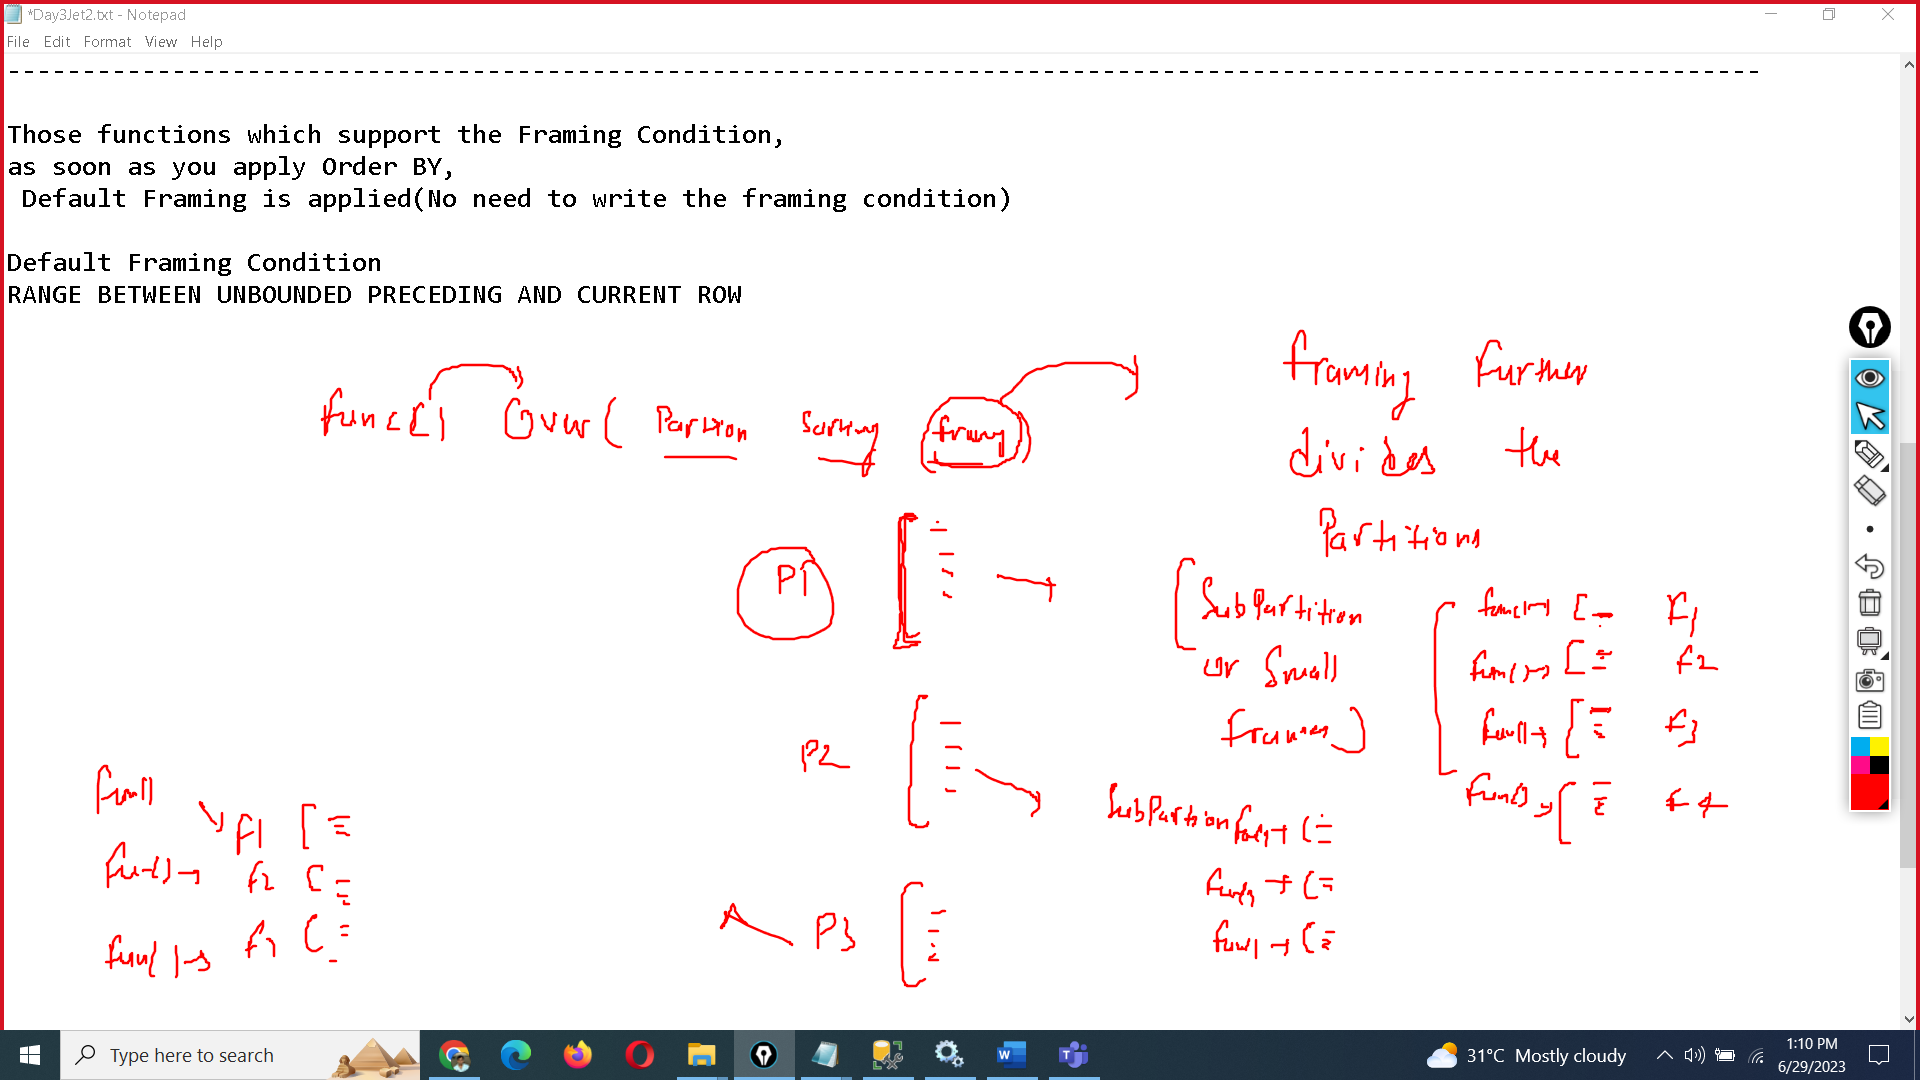 *Day3Jet2.txt - Notepad
File Edit Format View Help
--------------------------------------------------------------------------------------------------------------------
Those functions which support the Framing Condition,
as soon as you apply Order BY,
Default Framing is applied(No need to write the framing condition)
Default Framing Condition
RANGE BETWEEN UNBOUNDED PRECEDING AND CURRENT ROW
func() Over( Partition Sorting framing )
framing further
divides the
Partitions
P1
SubPartition
or Small
frames
func() F1
func() F2
func() F3
func() F4
P2
SubPartition func()
func()
func()
P3
func() F1
func() F2
func() F3
Type here to search
31°C Mostly cloudy
1:10 PM
6/29/2023